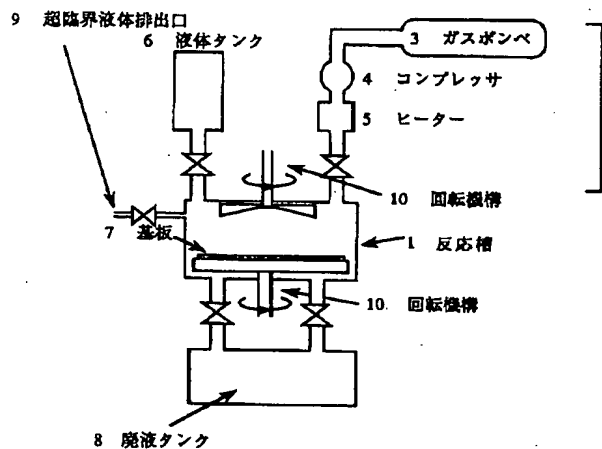 9 超臨界液体排出口
6 液体タンク
3 ガスボンベ
4 コンプレッサ
5 ヒーター
10 回転機構
7 基板
1 反応槽
10. 回転機構
8 廃液タンク